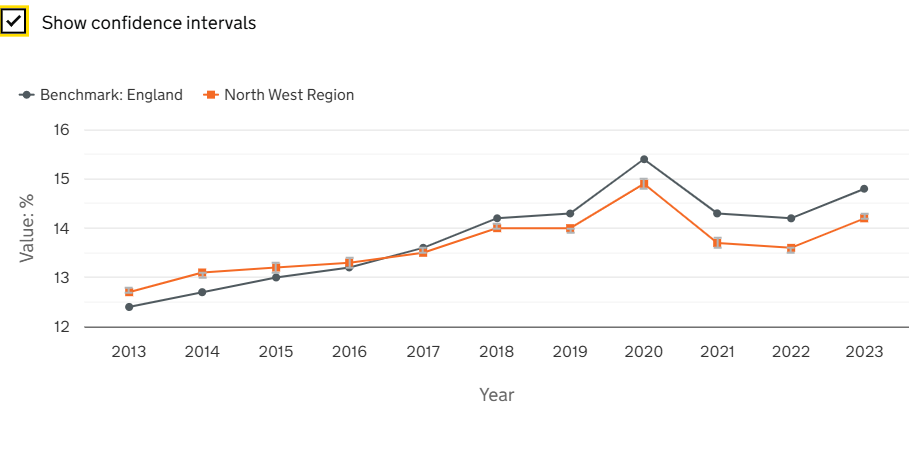 Show confidence intervals
Benchmark: England North West Region
16
15
14
13
12
Value: %
2013 2014 2015 2016 2017 2018 2019 2020 2021 2022 2023
Year